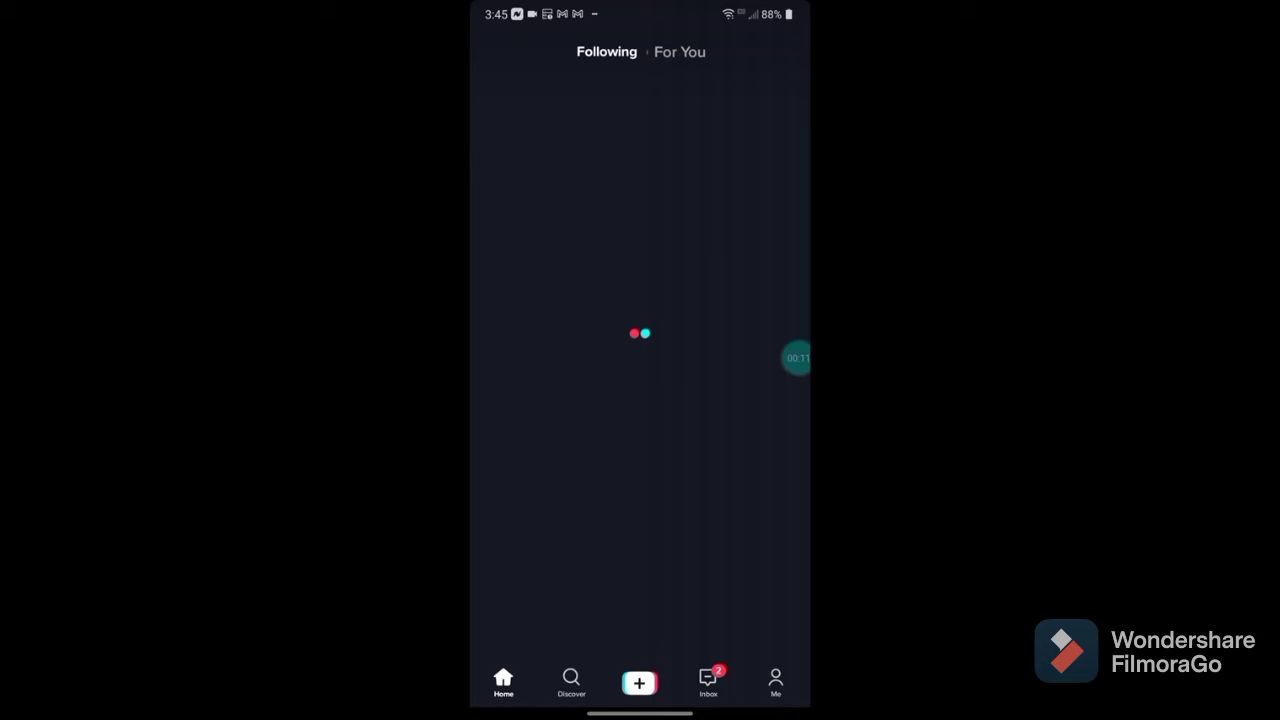 3:45
88%
Following
For You
00:11
2
Home
Discover
Inbox
Me
Wondershare
FilmoraGo